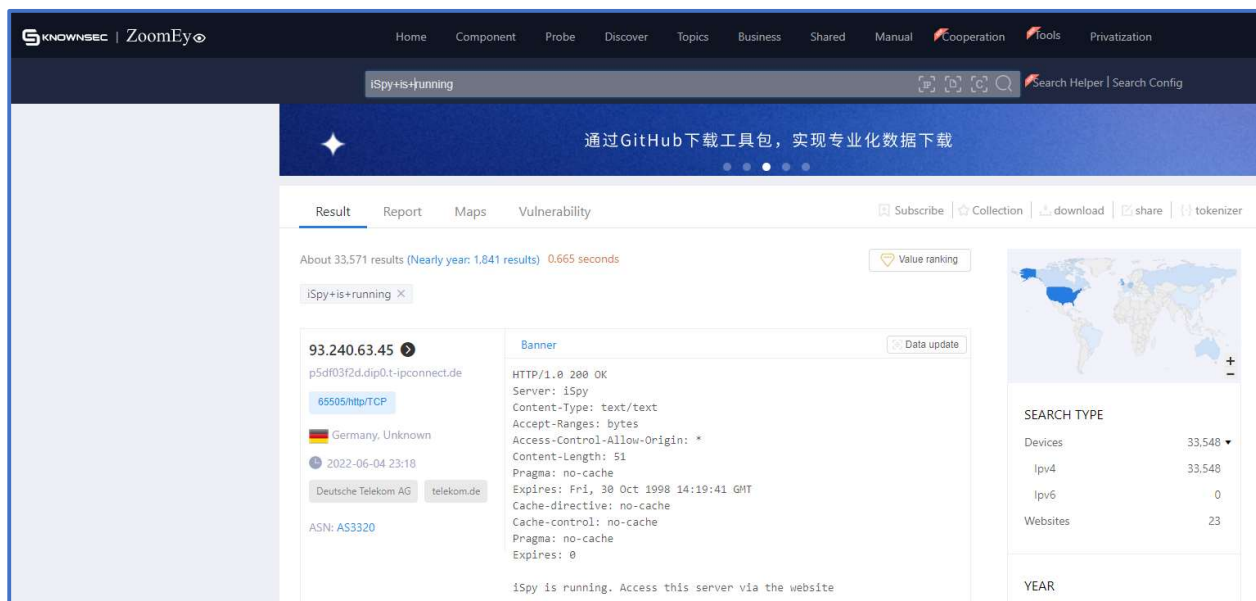 KNOWNSEC | ZoomEye
Home Component Probe Discover Topics Business Shared Manual Cooperation Tools Privatization
iSpy+is+running
Search Helper | Search Config
通过GitHub下载工具包，实现专业化数据下载
Result Report Maps Vulnerability
Subscribe Collection download share tokenizer
About 33,571 results (Nearly year: 1,841 results) 0.665 seconds
Value ranking
iSpy+is+running ×
93.240.63.45
p5df03f2d.dip0.t-ipconnect.de
65505/http/TCP
Germany, Unknown
2022-06-04 23:18
Deutsche Telekom AG telekom.de
ASN: AS3320
Banner
Data update
HTTP/1.0 200 OK
Server: iSpy
Content-Type: text/text
Accept-Ranges: bytes
Access-Control-Allow-Origin: *
Content-Length: 51
Pragma: no-cache
Expires: Fri, 30 Oct 1998 14:19:41 GMT
Cache-directive: no-cache
Cache-control: no-cache
Pragma: no-cache
Expires: 0
iSpy is running. Access this server via the website
+
−
SEARCH TYPE
Devices 33,548
Ipv4 33,548
Ipv6 0
Websites 23
YEAR